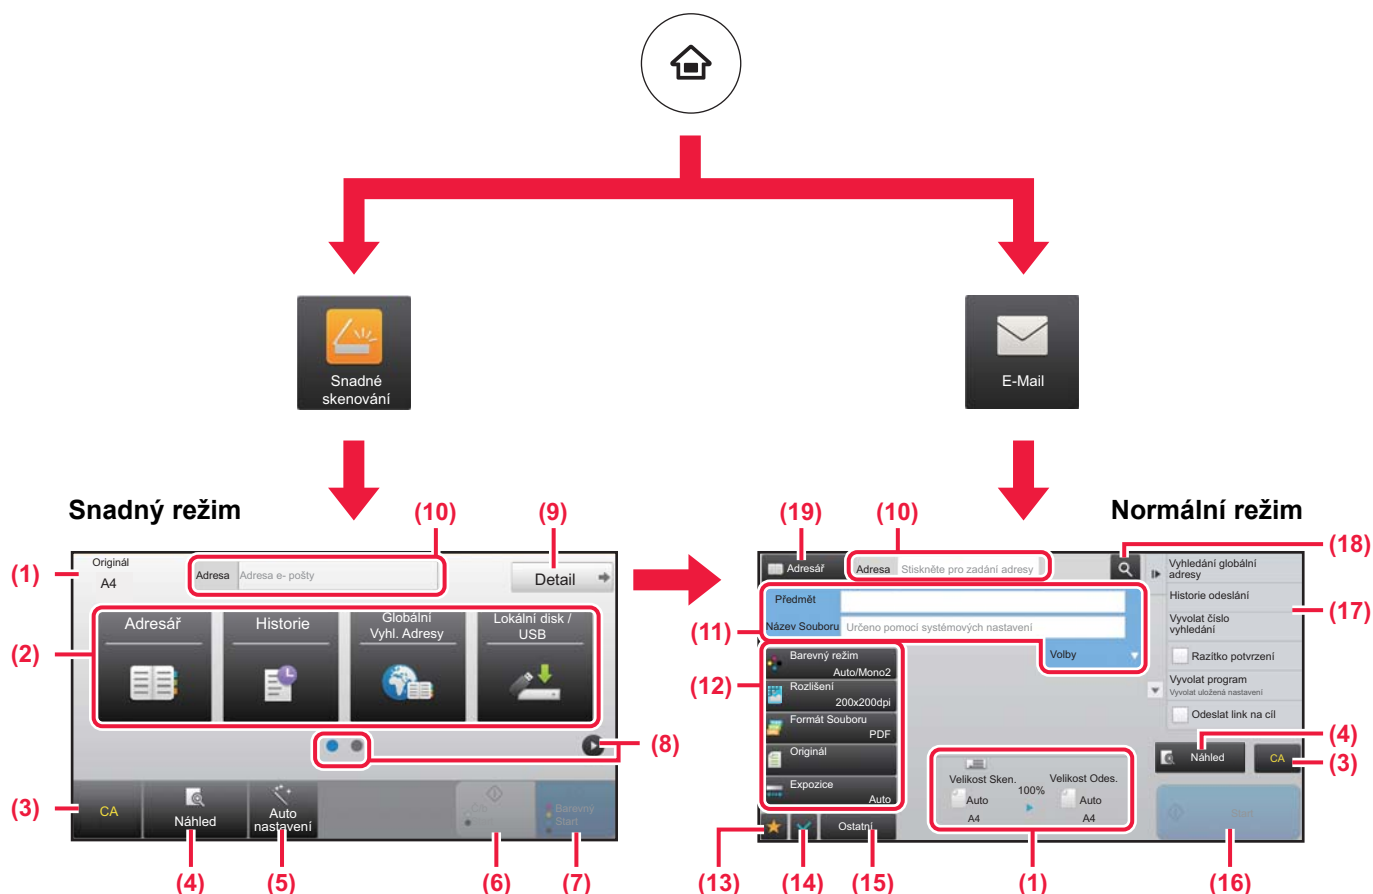 Snadné
skenování
E-Mail
Snadný režim
(10)
(9)
(19)
(10)
Normální režim
(18)
(1)
Originál
A4
Adresa
Adresa e- pošty
Detail
(2)
Adresář
Historie
Globální
Vyhl. Adresy
Lokální disk /
USB
(8)
(3)
CA
Náhled
Auto
nastavení
Barevný
Start
(4)
(5)
(6)
(7)
Adresář
Adresa
Stiskněte pro zadání adresy
Předmět
Název Souboru
Určeno pomocí systémových nastavení
Volby
(11)
(12)
Barevný režim
Auto/Mono2
Rozlišení
200x200dpi
Formát Souboru
PDF
Originál
Expozice
Auto
Velikost Sken.
100%
Velikost Odes.
Auto
A4
Auto
A4
Ostatní
Vyhledání globální
adresy
Historie odeslání
Vyvolat číslo
vyhledání
Razítko potvrzení
Vyvolat program
Vyvolat uložená nastavení
Odeslat link na cíl
(17)
(4)
Náhled
CA
(3)
Start
(13)
(14)
(15)
(1)
(16)